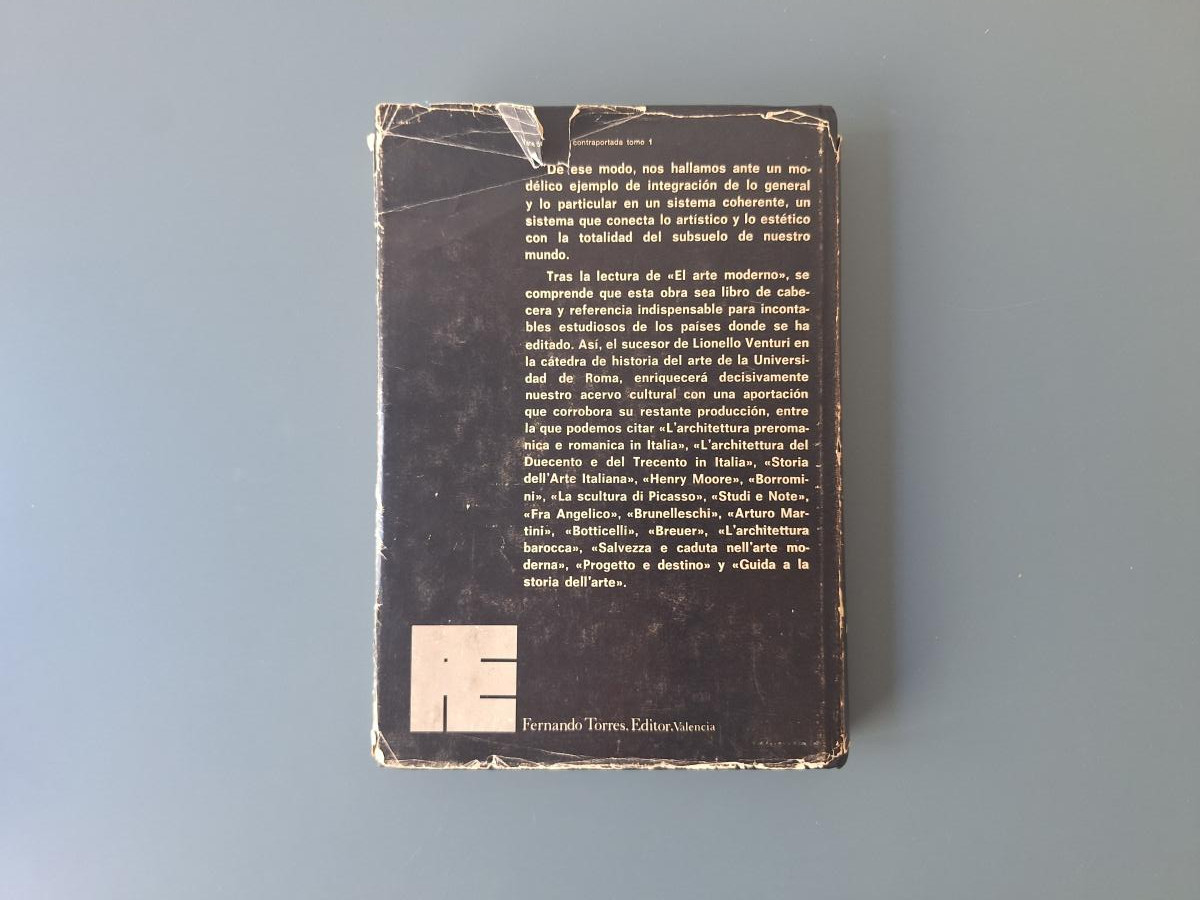 contraportada tomo 1
De ese modo, nos hallamos ante un mo-
délico ejemplo de integración de lo general
y lo particular en un sistema coherente, un
sistema que conecta lo artístico y lo estético
con la totalidad del subsuelo de nuestro
mundo.
Tras la lectura de «El arte moderno», se
comprende que esta obra sea libro de cabe-
cera y referencia indispensable para inconta-
bles estudiosos de los países donde se ha
editado. Así, el sucesor de Lionello Venturi en
la cátedra de historia del arte de la Universi-
dad de Roma, enriquecerá decisivamente
nuestro acervo cultural con una aportación
que corrobora su restante producción, entre
la que podemos citar «L'architettura preroma-
nica e romanica in Italia», «L'architettura del
Duecento e del Trecento in Italia», «Storia
dell'Arte Italiana», «Henry Moore», «Borromi-
ni», «La scultura di Picasso», «Studi e Note»,
«Fra Angelico», «Brunelleschi», «Arturo Mar-
tini», «Botticelli», «Breuer», «L'architettura
barocca», «Salvezza e caduta nell'arte mo-
derna», «Progetto e destino» y «Guida a la
storia dell'arte».
Fernando Torres. Editor. Valencia